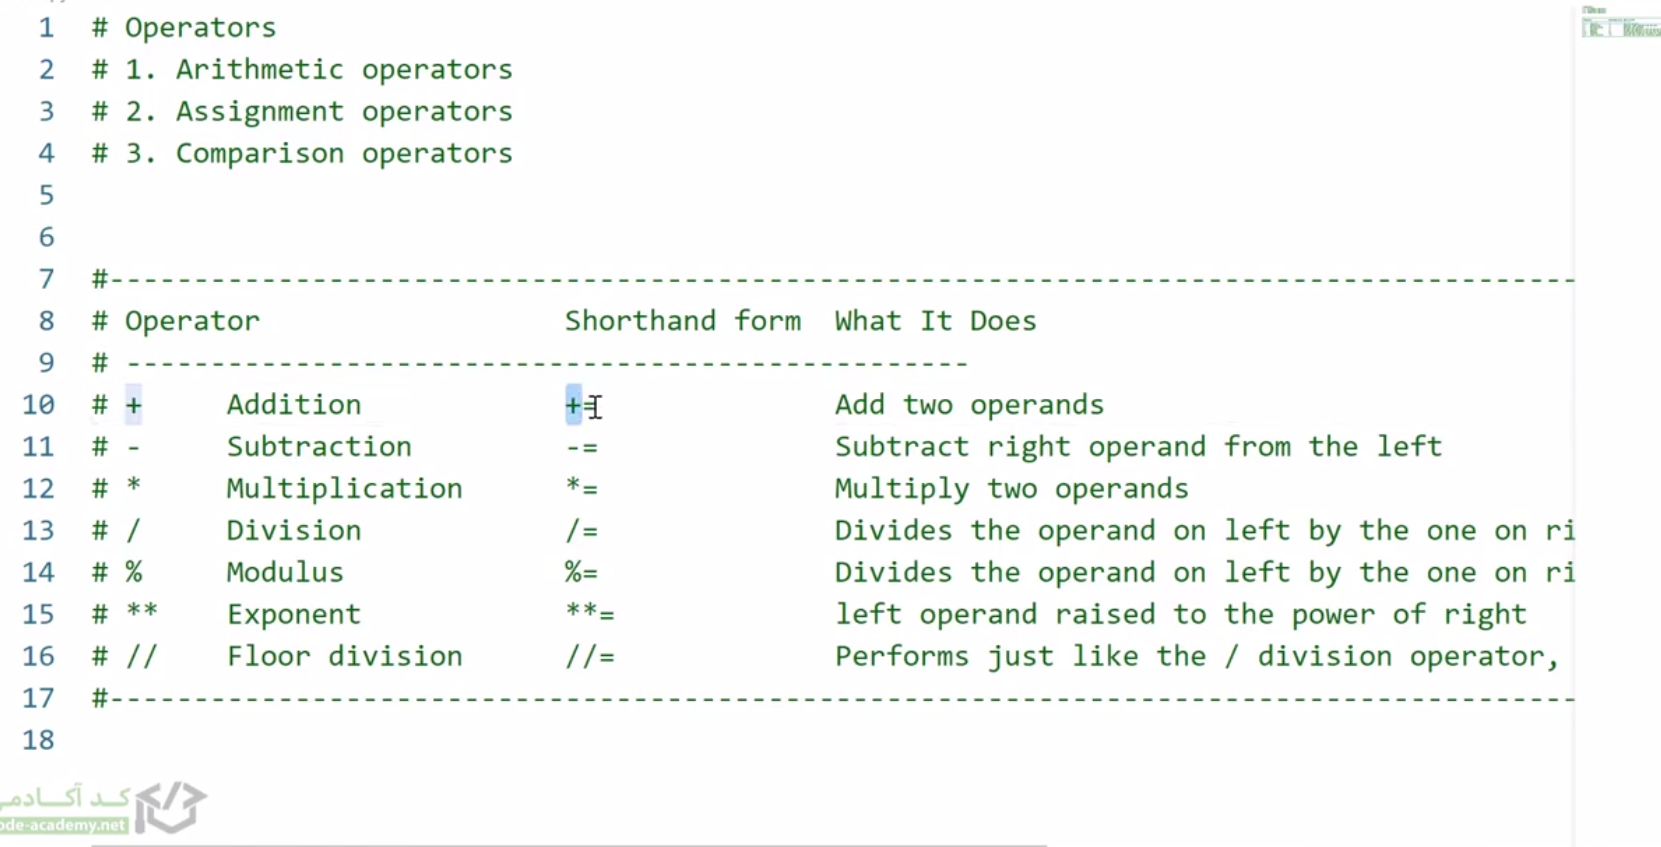 1 # Operators
2 # 1. Arithmetic operators
3 # 2. Assignment operators
4 # 3. Comparison operators
5
6
7 #---------------------------------------------------------------------------------------
8 # Operator Shorthand form What It Does
9 # --------------------------------------------------
10 # + Addition += Add two operands
11 # - Subtraction -= Subtract right operand from the left
12 # * Multiplication *= Multiply two operands
13 # / Division /= Divides the operand on left by the one on ri
14 # % Modulus %= Divides the operand on left by the one on ri
15 # ** Exponent **= left operand raised to the power of right
16 # // Floor division //= Performs just like the / division operator,
17 #---------------------------------------------------------------------------------------
18
کد آکادمی
ode-academy.net